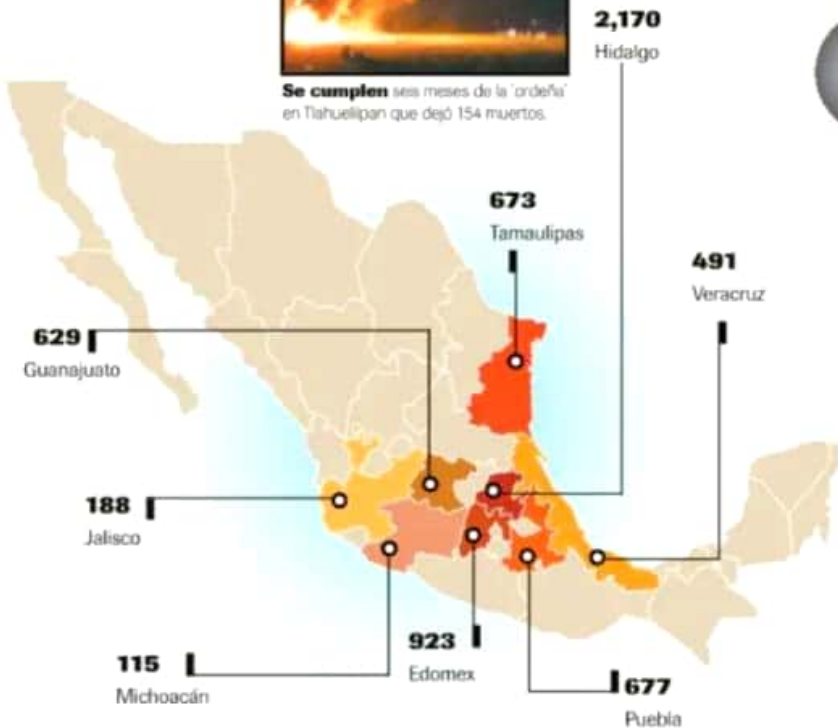 2,170
Hidalgo
Se cumplen seis meses de la 'ordeña'
en Tlahuelilpan que dejó 154 muertos.
673
Tamaulipas
491
Veracruz
629
Guanajuato
188
Jalisco
923
Edomex
115
Michoacán
677
Puebla